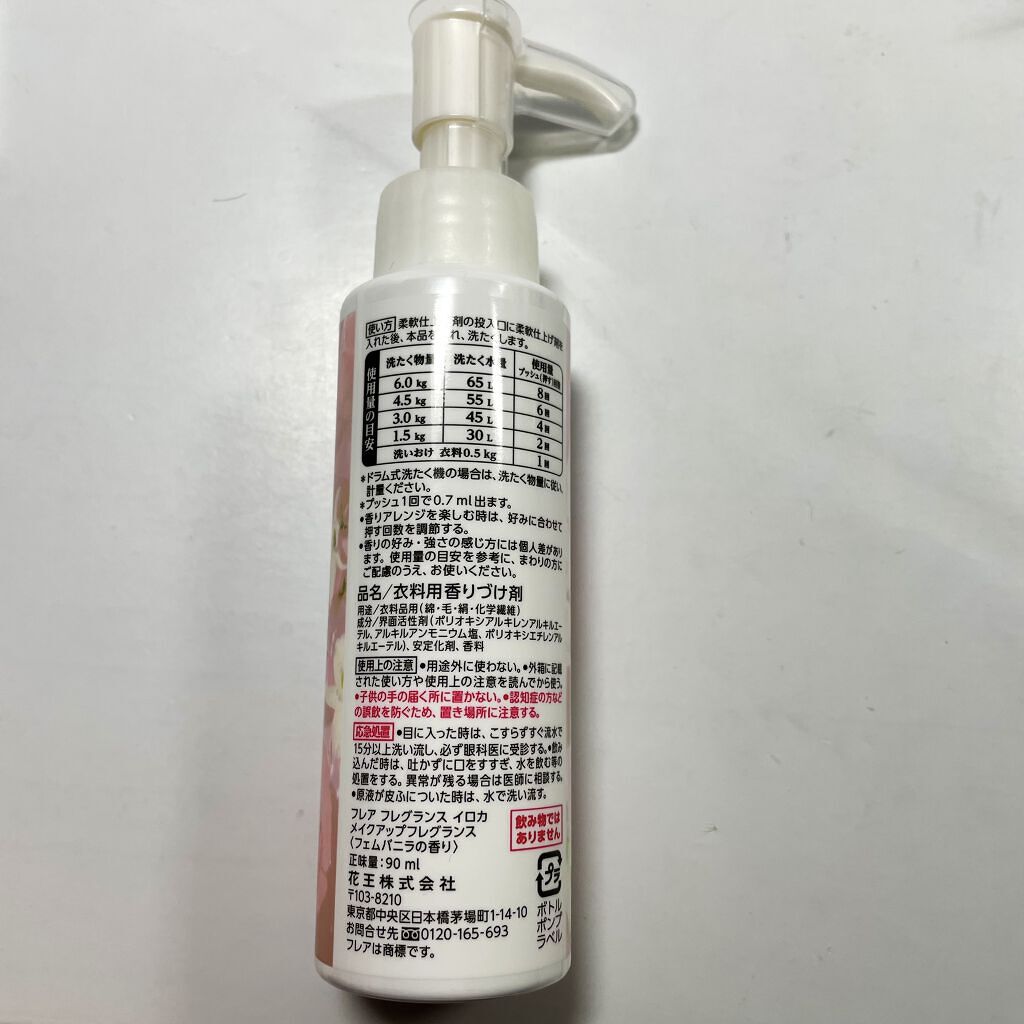 使い方 柔軟仕上 剤の投入口に柔軟仕上げ剤を
入れた後、本品を れ、洗たくします。
使用量の目安
洗たく物量 洗たく水量 使用量
プッシュ(押す)回数
6.0 kg 65 L 8回
4.5 kg 55 L 6回
3.0 kg 45 L 4回
1.5 kg 30 L 2回
洗いおけ 衣料0.5 kg 1回
*ドラム式洗たく機の場合は、洗たく物量に従い、
計量ください。
*プッシュ1回で0.7 ml出ます。
●香りアレンジを楽しむ時は、好みに合わせて
押す回数を調節する。
●香りの好み・強さの感じ方には個人差があり
ます。使用量の目安を参考に、まわりの方に
ご配慮のうえ、お使いください。
品名/衣料用香りづけ剤
用途/衣料品用(綿・毛・絹・化学繊維)
成分/界面活性剤(ポリオキシアルキレンアルキルエー
テル、アルキルアンモニウム塩、ポリオキシエチレンアル
キルエーテル)、安定化剤、香料
使用上の注意 ●用途外に使わない。●外箱に記載
された使い方や使用上の注意を読んでから使う。
●子供の手の届く所に置かない。●認知症の方など
の誤飲を防ぐため、置き場所に注意する。
応急処置 ●目に入った時は、こすらずすぐ流水で
15分以上洗い流し、必ず眼科医に受診する。●飲み
込んだ時は、吐かずに口をすすぎ、水を飲む等の
処置をする。異常が残る場合は医師に相談する。
●原液が皮ふについた時は、水で洗い流す。
フレア フレグランス イロカ
メイクアップフレグランス
〈フェムバニラの香り〉
正味量:90 ml
花王株式会社
〒103-8210
東京都中央区日本橋茅場町1-14-10
お問合せ先 0120-165-693
フレアは商標です。
飲み物では
ありません
プラ
ボトル
ポンプ
ラベル